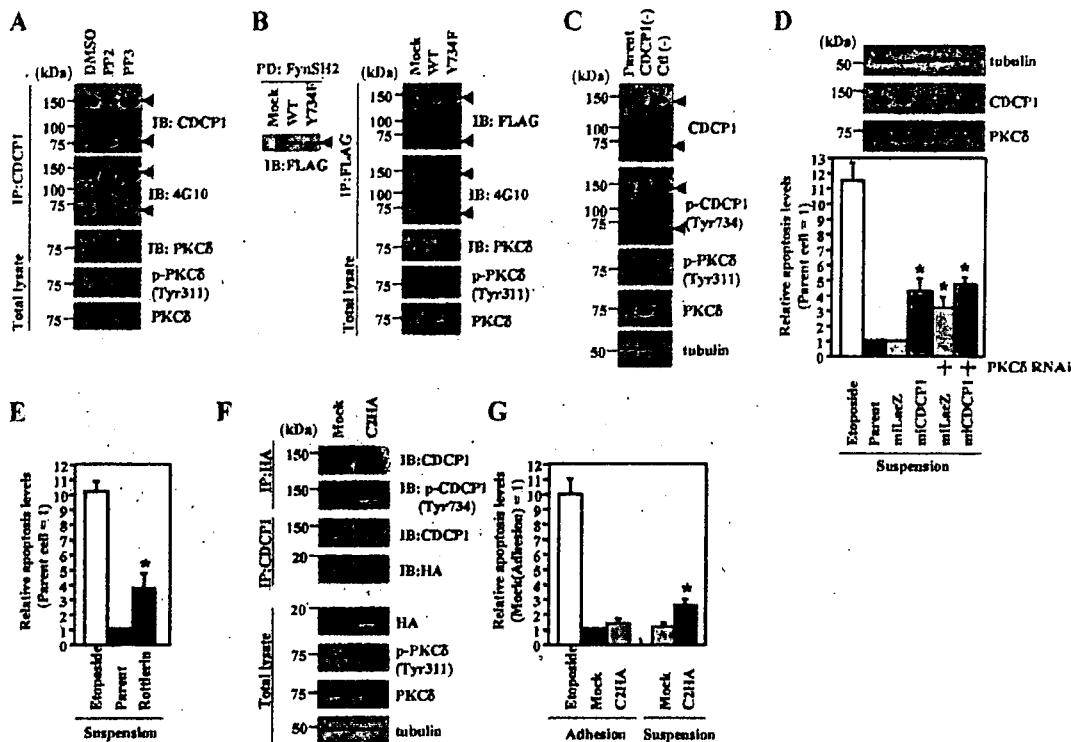 A
(kDa)
DMSO
PP2
PP3
IP:CDCP1
150
100
75
IB: CDCP1
150
100
75
IB: 4G10
75
IB: PKCδ
Total lysate
75
p-PKCδ
(Tyr311)
75
PKCδ
B
PD: FynSH2
Mock
WT
Y734F
IB:FLAG
(kDa)
Mock
WT
Y734F
IP:FLAG
150
100
75
IB: FLAG
150
100
75
IB: 4G10
75
IB: PKCδ
Total lysate
75
p-PKCδ
(Tyr311)
75
PKCδ
C
(kDa)
Parent
CDCP1(-)
Ctl (-)
150
100
75
CDCP1
150
100
75
p-CDCP1
(Tyr734)
75
p-PKCδ
(Tyr311)
75
PKCδ
50
tubulin
D
50
tubulin
150
CDCP1
75
PKCδ
Relative apoptosis levels
(Parent cell = 1)
13
12
11
10
9
8
7
6
5
4
3
2
1
0
* * *
+ + PKCδ RNAi
Etoposide
Parent
miLacZ
miCDCP1
miLacZ
miCDCP1
Suspension
E
Relative apoptosis levels
(Parent cell = 1)
12
11
10
9
8
7
6
5
4
3
2
1
0
*
Etoposide
Parent
Rottlerin
Suspension
F
(kDa)
Mock
C2HA
IP:HA
150
IB:CDCP1
150
IB: p-CDCP1
(Tyr734)
IP:CDCP1
150
IB:CDCP1
20
IB:HA
Total lysate
20
HA
75
p-PKCδ
(Tyr311)
75
PKCδ
50
tubulin
G
Relative apoptosis levels
(Mock(Adhesion) = 1)
12
11
10
9
8
7
6
5
4
3
2
1
0
*
Etoposide
Mock
C2HA
Mock
C2HA
Adhesion
Suspension